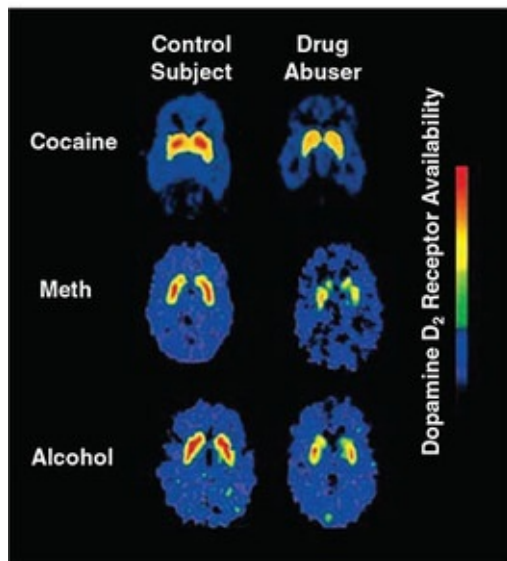 Control
Subject
Drug
Abuser
Cocaine
Meth
Alcohol
Dopamine D₂ Receptor Availability